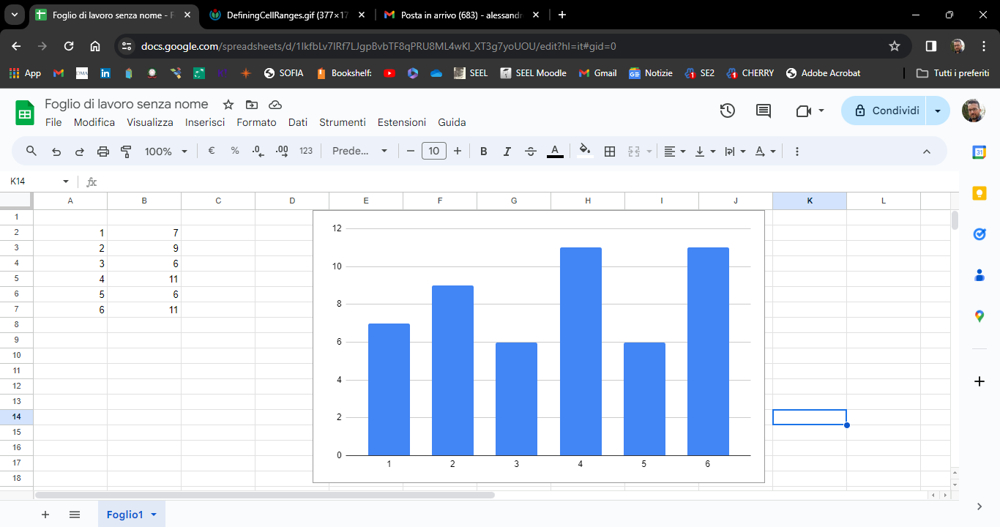 Foglio di lavoro senza nome - F
DefiningCellRanges.gif (377×17
Posta in arrivo (683) - alessandr
docs.google.com/spreadsheets/d/1IkfbLv7IRf7LJgpBvbTF8qPRU8ML4wKI_XT3g7yoUOU/edit?hl=it#gid=0
App
SOFIA
Bookshelf:
SEEL
SEEL Moodle
Gmail
Notizie
SE2
CHERRY
Adobe Acrobat
Tutti i preferiti
Foglio di lavoro senza nome
File Modifica Visualizza Inserisci Formato Dati Strumenti Estensioni Guida
Condividi
100% € % .0 .00 123 Prede... 10 B I A A
31
K14 fx
A B C D E F G H I J K L
1
2 1 7
3 2 9
4 3 6
5 4 11
6 5 6
7 6 11
8
9
10
11
12
13
14
15
16
17
18
12
10
8
6
4
2
0
1 2 3 4 5 6
Foglio1